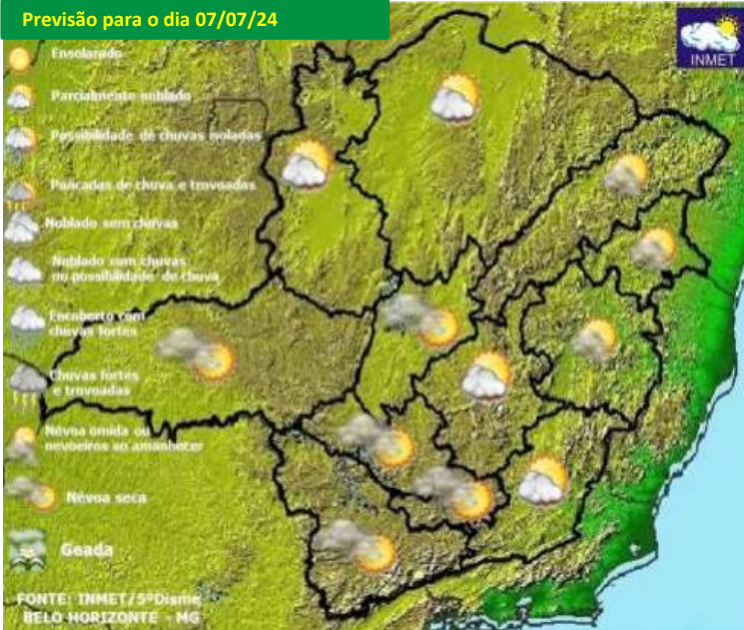 Previsão para o dia 07/07/24
INMET
Ensolarado
Parcialmente nublado
Possibilidade de chuvas isoladas
Pancadas de chuva e trovoadas
Nublado sem chuvas
Nublado com chuvas
ou possibilidade de chuva
Encoberto com
chuvas fortes
Chuvas fortes
e trovoadas
Névoa úmida ou
nevoeiros ao amanhecer
Névoa seca
Geada
FONTE: INMET/5ºDisme
BELO HORIZONTE - MG